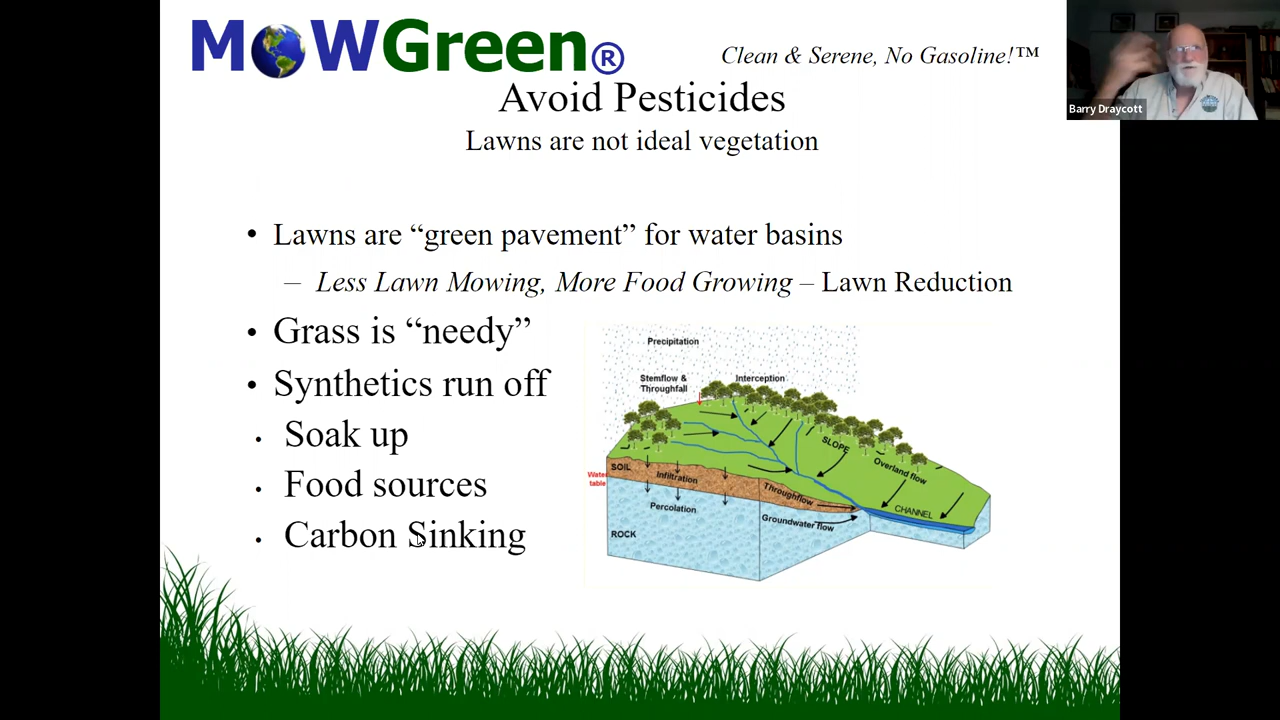 MOWGreen®
Clean & Serene, No Gasoline!™
Barry Draycott
Avoid Pesticides
Lawns are not ideal vegetation
• Lawns are “green pavement” for water basins
– Less Lawn Mowing, More Food Growing – Lawn Reduction
• Grass is “needy”
• Synthetics run off
• Soak up
• Food sources
• Carbon Sinking
Precipitation
Stemflow &
Throughfall
Interception
SLOPE
Overland flow
SOIL
Water
table
Infiltration
Throughflow
Percolation
CHANNEL
Groundwater flow
ROCK